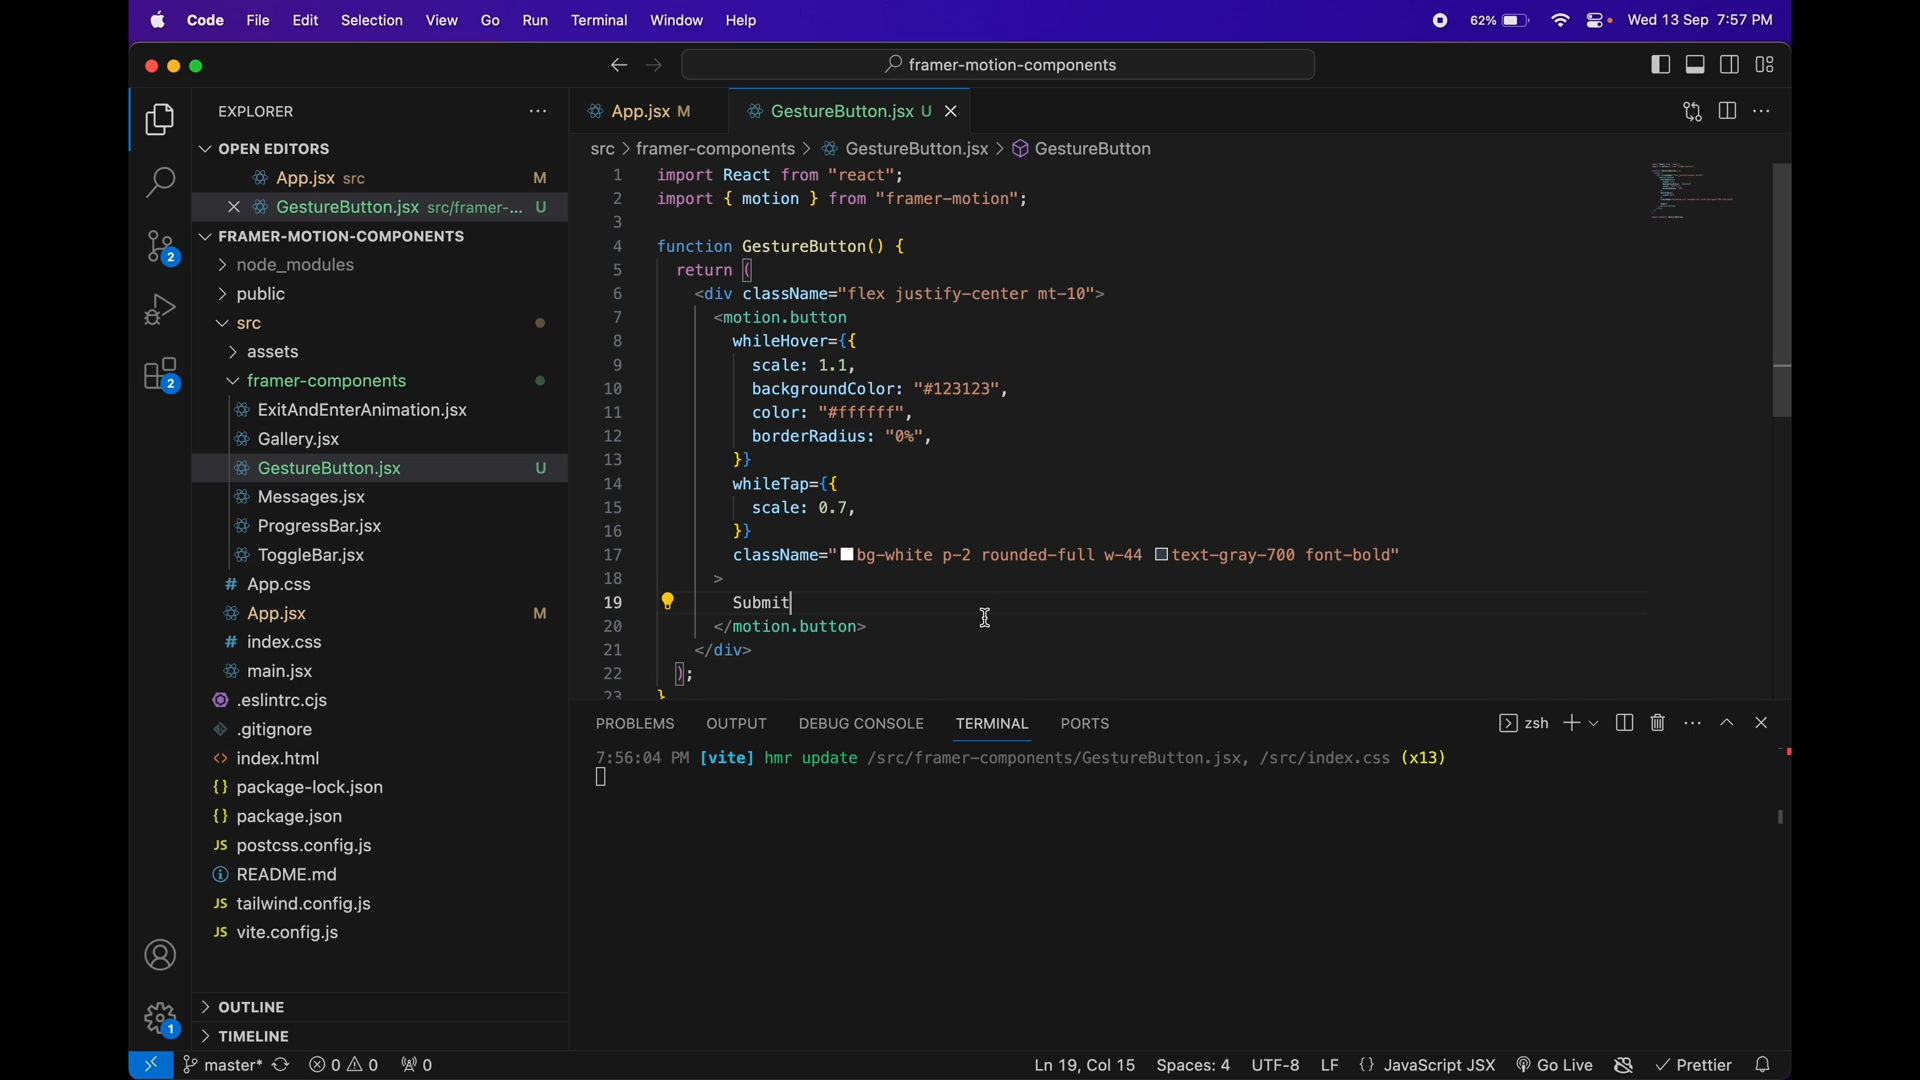 Code File Edit Selection View Go Run Terminal Window Help 62% Wed 13 Sep 7:57 PM
framer-motion-components
EXPLORER
OPEN EDITORS
App.jsx src M
GestureButton.jsx src/framer-... U
FRAMER-MOTION-COMPONENTS
node_modules
public
src
assets
framer-components
ExitAndEnterAnimation.jsx
Gallery.jsx
GestureButton.jsx U
Messages.jsx
ProgressBar.jsx
ToggleBar.jsx
# App.css
App.jsx M
# index.css
main.jsx
.eslintrc.cjs
.gitignore
<> index.html
{} package-lock.json
{} package.json
JS postcss.config.js
README.md
JS tailwind.config.js
JS vite.config.js
OUTLINE
TIMELINE
2
2
1
App.jsx M GestureButton.jsx U
src > framer-components > GestureButton.jsx > GestureButton
1 import React from "react";
2 import { motion } from "framer-motion";
3
4 function GestureButton() {
5 return (
6 <div className="flex justify-center mt-10">
7 <motion.button
8 whileHover={{
9 scale: 1.1,
10 backgroundColor: "#123123",
11 color: "#ffffff",
12 borderRadius: "0%",
13 }}
14 whileTap={{
15 scale: 0.7,
16 }}
17 className="bg-white p-2 rounded-full w-44 text-gray-700 font-bold"
18 >
19 Submit
20 </motion.button>
21 </div>
22 );
23 }
PROBLEMS OUTPUT DEBUG CONSOLE TERMINAL PORTS zsh
7:56:04 PM [vite] hmr update /src/framer-components/GestureButton.jsx, /src/index.css (x13)
master* 0 0 0 Ln 19, Col 15 Spaces: 4 UTF-8 LF {} JavaScript JSX Go Live Prettier